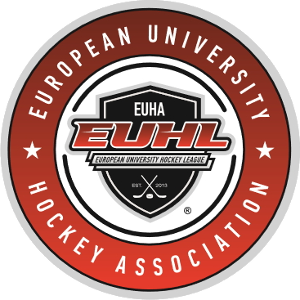 EUROPEAN UNIVERSITY
EUHA
EUHL
EUROPEAN UNIVERSITY HOCKEY LEAGUE
EST. 2013
®
HOCKEY ASSOCIATION